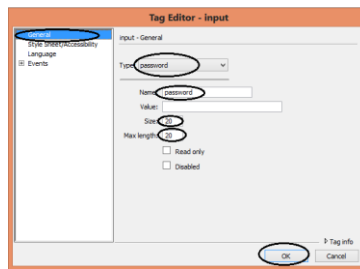 Tag Editor - input
General
Style Sheet/Accessibility
Language
Events
input - General
Type: password
Name: password
Value:
Size: 20
Max length: 20
Read only
Disabled
Tag info
OK
Cancel